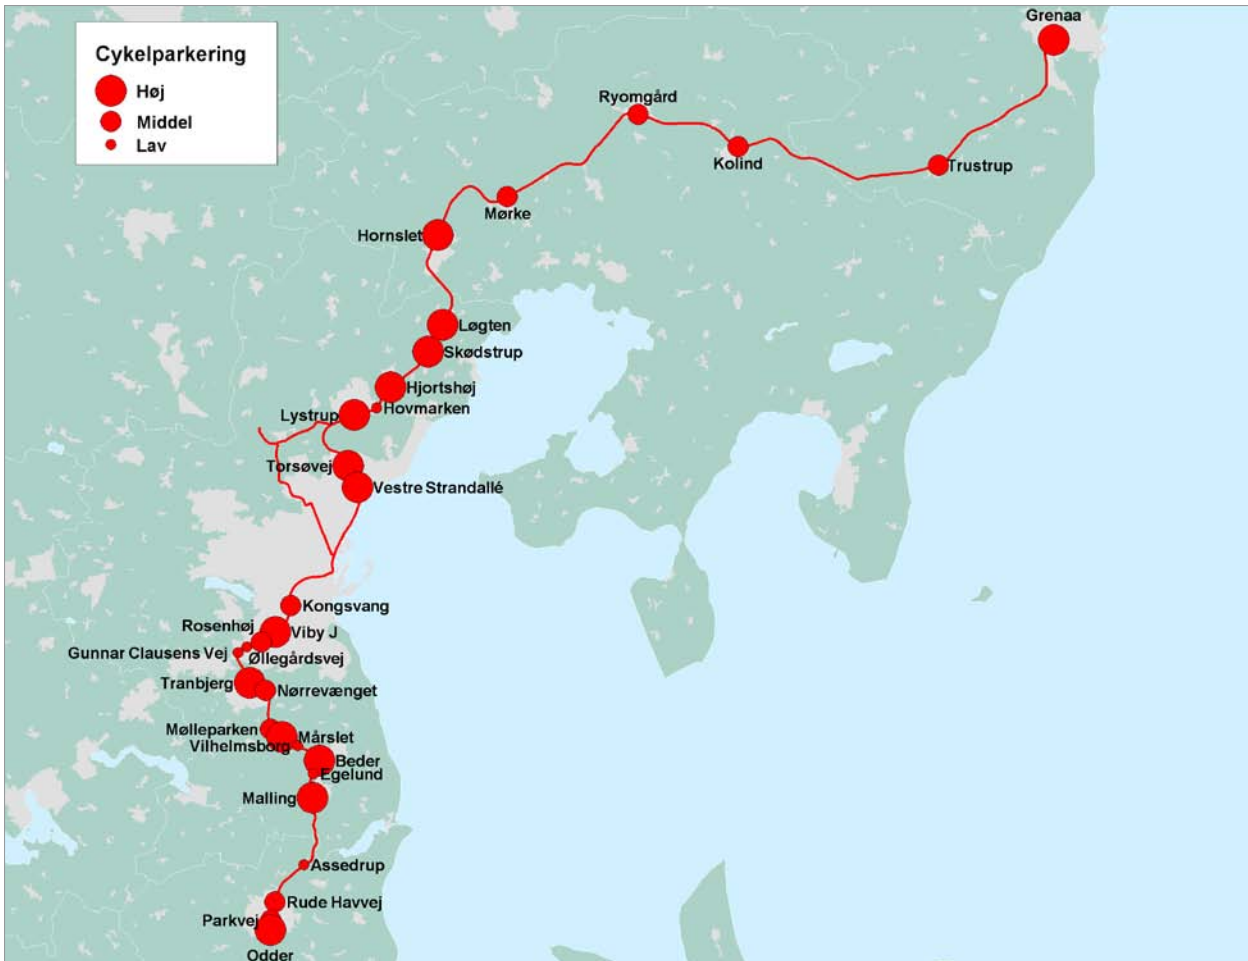 Cykelparkering
Høj
Middel
Lav
Grenaa
Ryomgård
Kolind
Trustrup
Mørke
Hornslet
Løgten
Skødstrup
Hjortshøj
Hovmarken
Lystrup
Torsøvej
Vestre Strandallé
Kongsvang
Rosenhøj
Viby J
Gunnar Clausens Vej
Øllegårdsvej
Tranbjerg
Nørrevænget
Mølleparken
Mårslet
Vilhelmsborg
Beder
Egelund
Malling
Assedrup
Rude Havvej
Parkvej
Odder